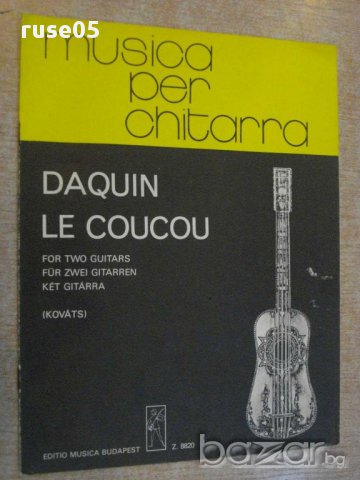 ruse05
musica
per
chitarra
DAQUIN
LE COUCOU
FOR TWO GUITARS
FÜR ZWEI GITARREN
KÉT GITÁRRA
(KOVÁTS)
EDITIO MUSICA BUDAPEST
Z. 8820
bazar.bg